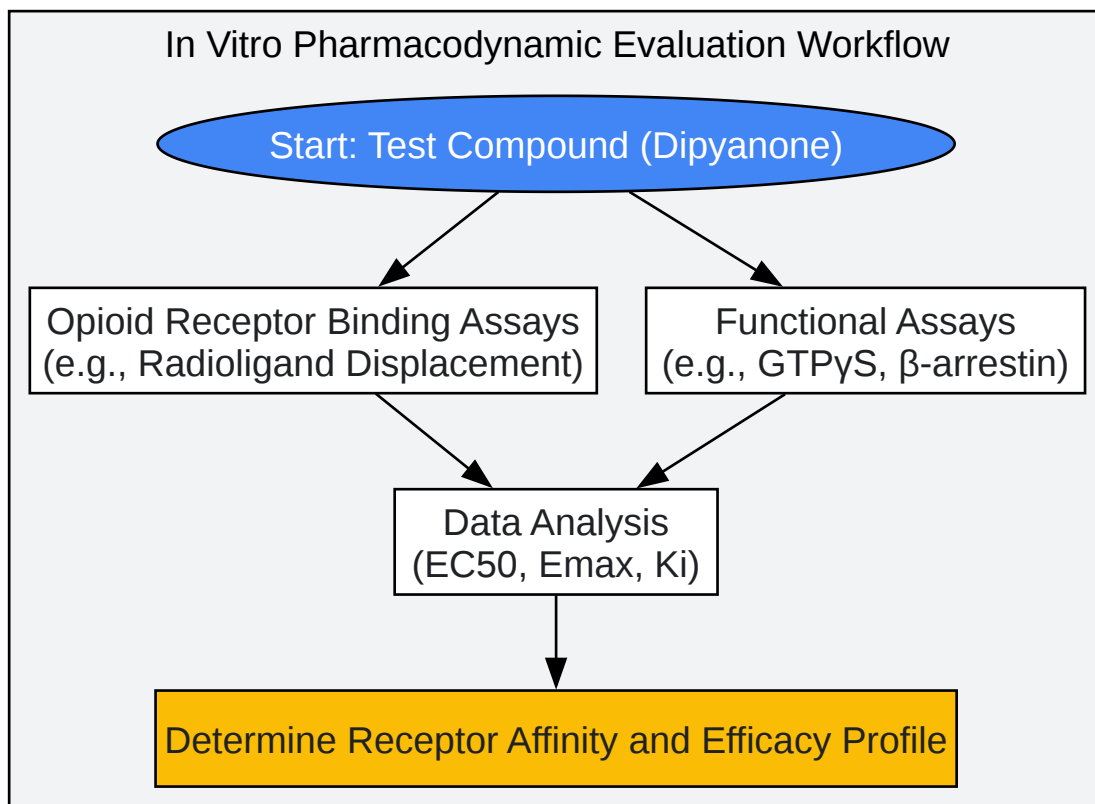 In Vitro Pharmacodynamic Evaluation Workflow
Start: Test Compound (Dipyanone)
Opioid Receptor Binding Assays
(e.g., Radioligand Displacement)
Functional Assays
(e.g., GTPγS, β-arrestin)
Data Analysis
(EC50, Emax, Ki)
Determine Receptor Affinity and Efficacy Profile